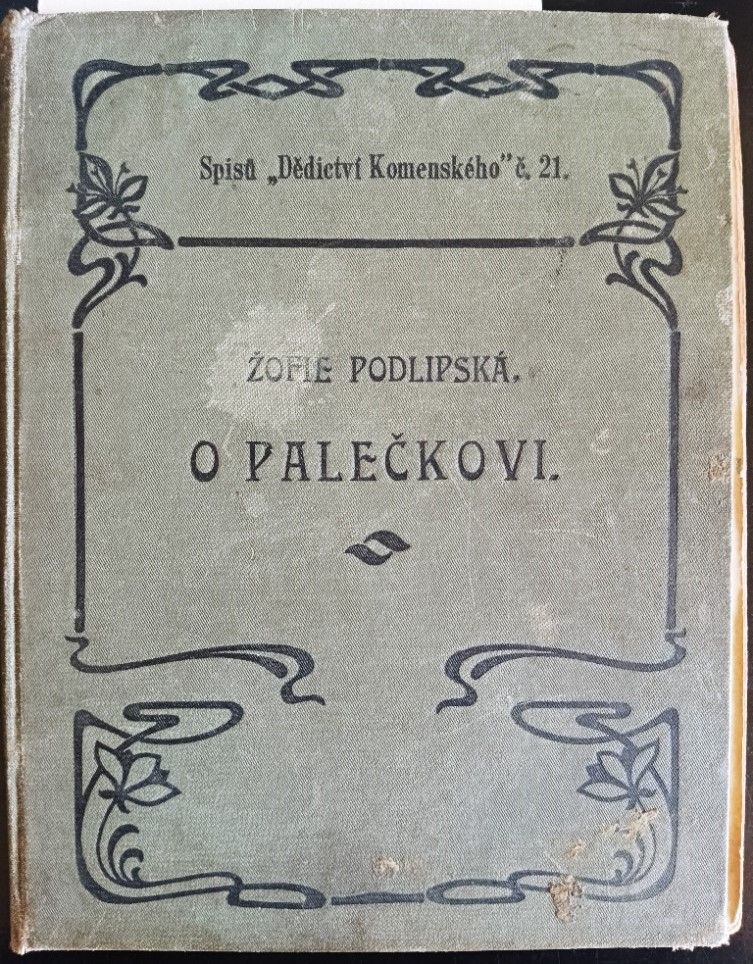 Spisů „Dědictví Komenského" č. 21.
ŽOFIE PODLIPSKÁ.
O PALEČKOVI.